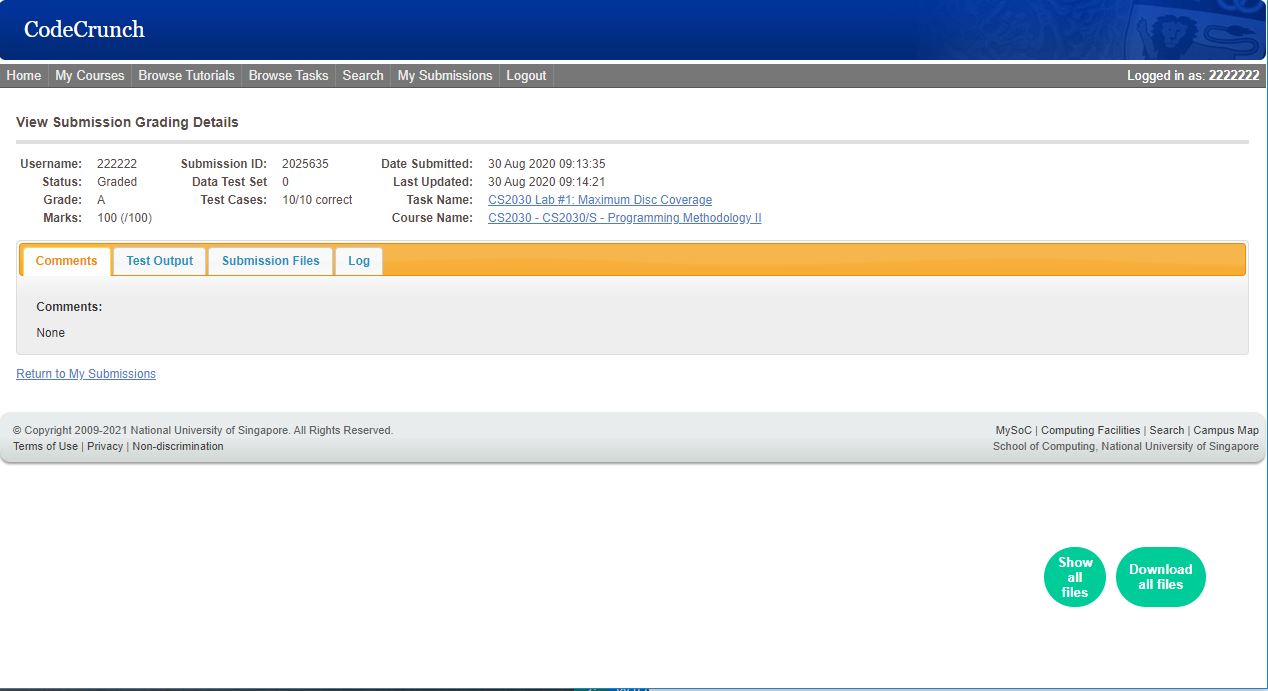 CodeCrunch
Home My Courses Browse Tutorials Browse Tasks Search My Submissions Logout Logged in as: 2222222
View Submission Grading Details
Username: 222222 Submission ID: 2025635 Date Submitted: 30 Aug 2020 09:13:35
Status: Graded Data Test Set 0 Last Updated: 30 Aug 2020 09:14:21
Grade: A Test Cases: 10/10 correct Task Name: CS2030 Lab #1: Maximum Disc Coverage
Marks: 100 (/100) Course Name: CS2030 - CS2030/S - Programming Methodology II
Comments Test Output Submission Files Log
Comments:
None
Return to My Submissions
© Copyright 2009-2021 National University of Singapore. All Rights Reserved. MySoC | Computing Facilities | Search | Campus Map
Terms of Use | Privacy | Non-discrimination School of Computing, National University of Singapore
Show
all
files
Download
all files